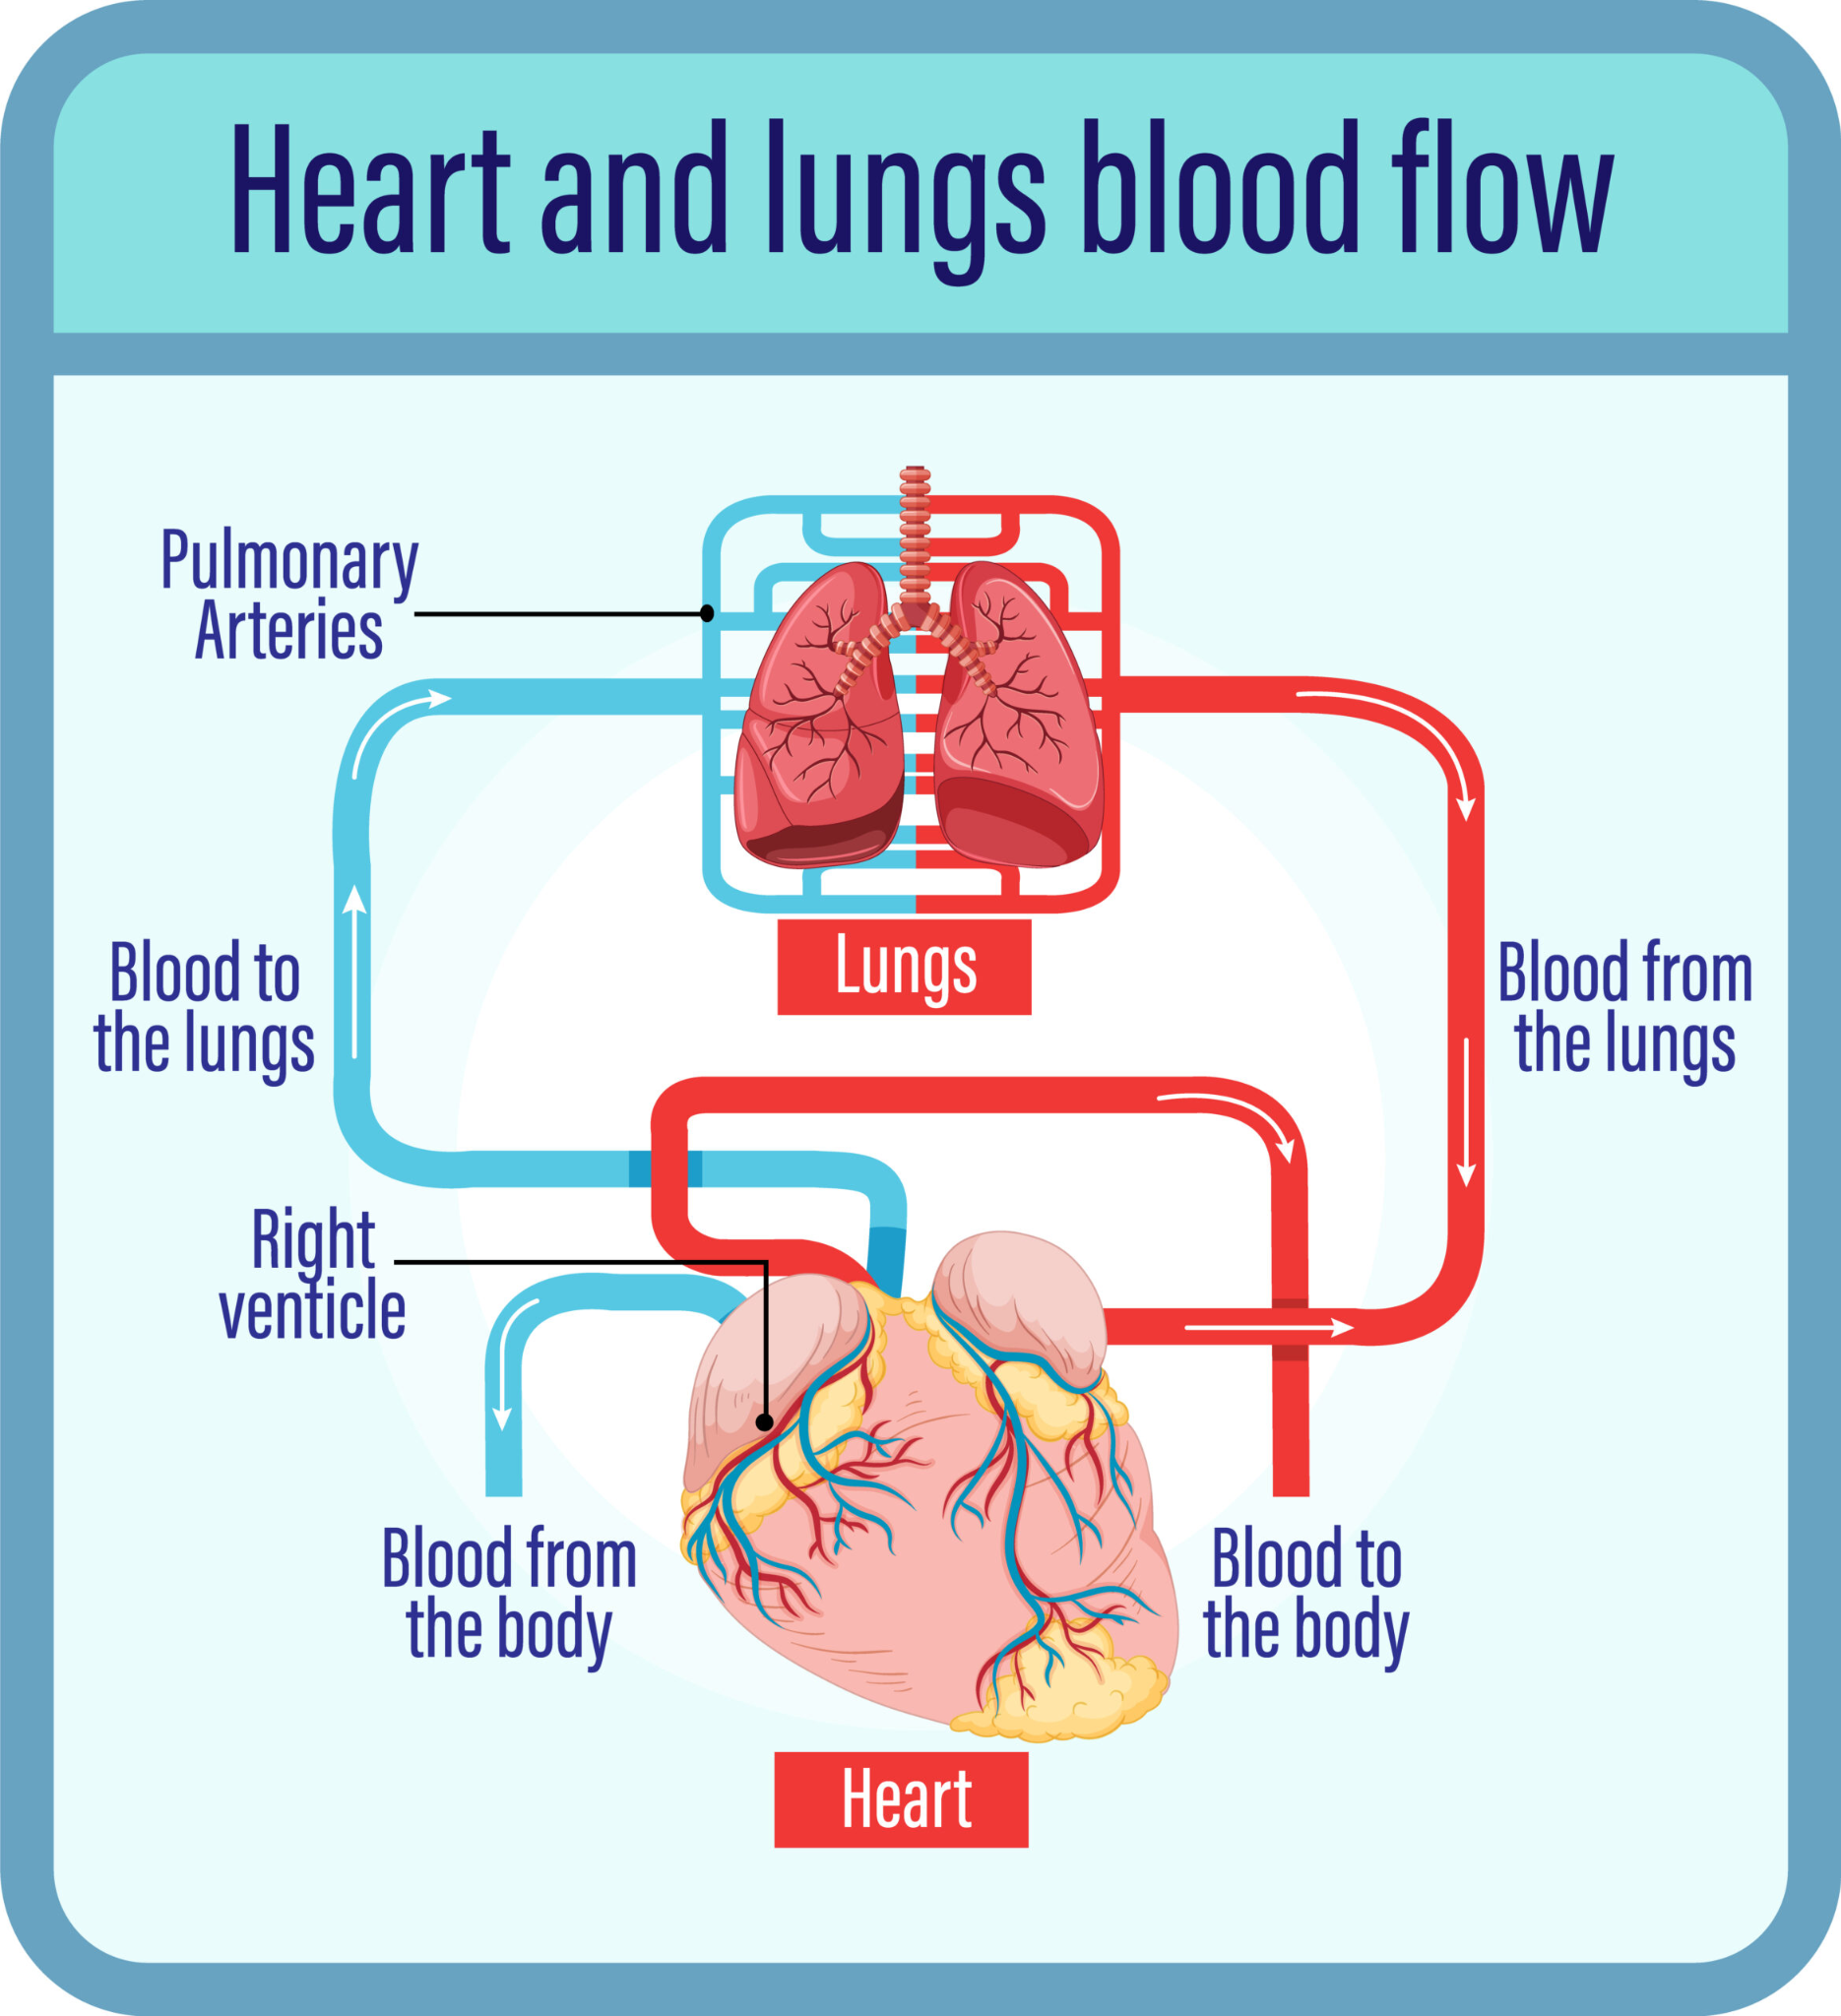 Heart and lungs blood flow
Pulmonary
Arteries
Lungs
Blood to
the lungs
Blood from
the lungs
Right
venticle
Blood from
the body
Blood to
the body
Heart